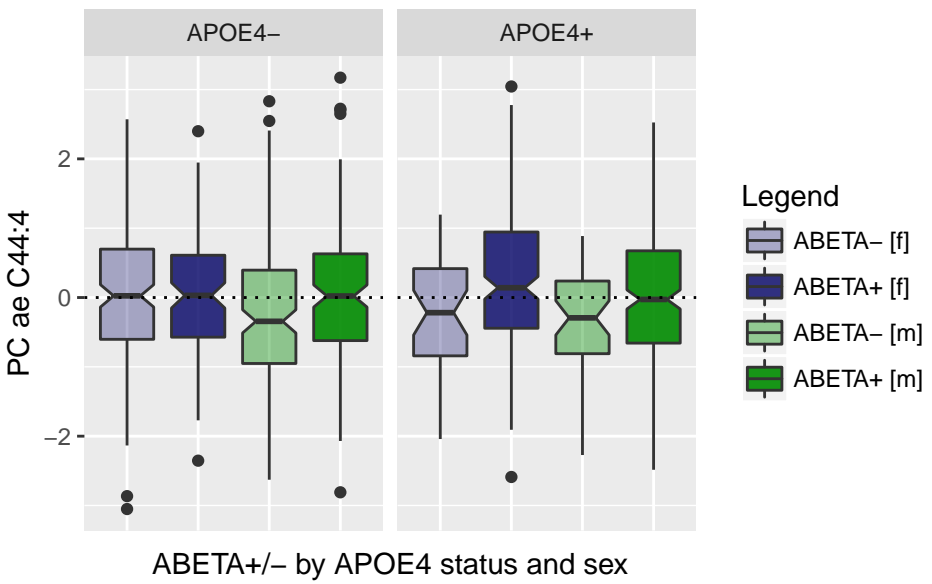 APOE4− APOE4+
PC ae C44:4
2
0
−2
ABETA+/− by APOE4 status and sex
Legend
ABETA− [f]
ABETA+ [f]
ABETA− [m]
ABETA+ [m]